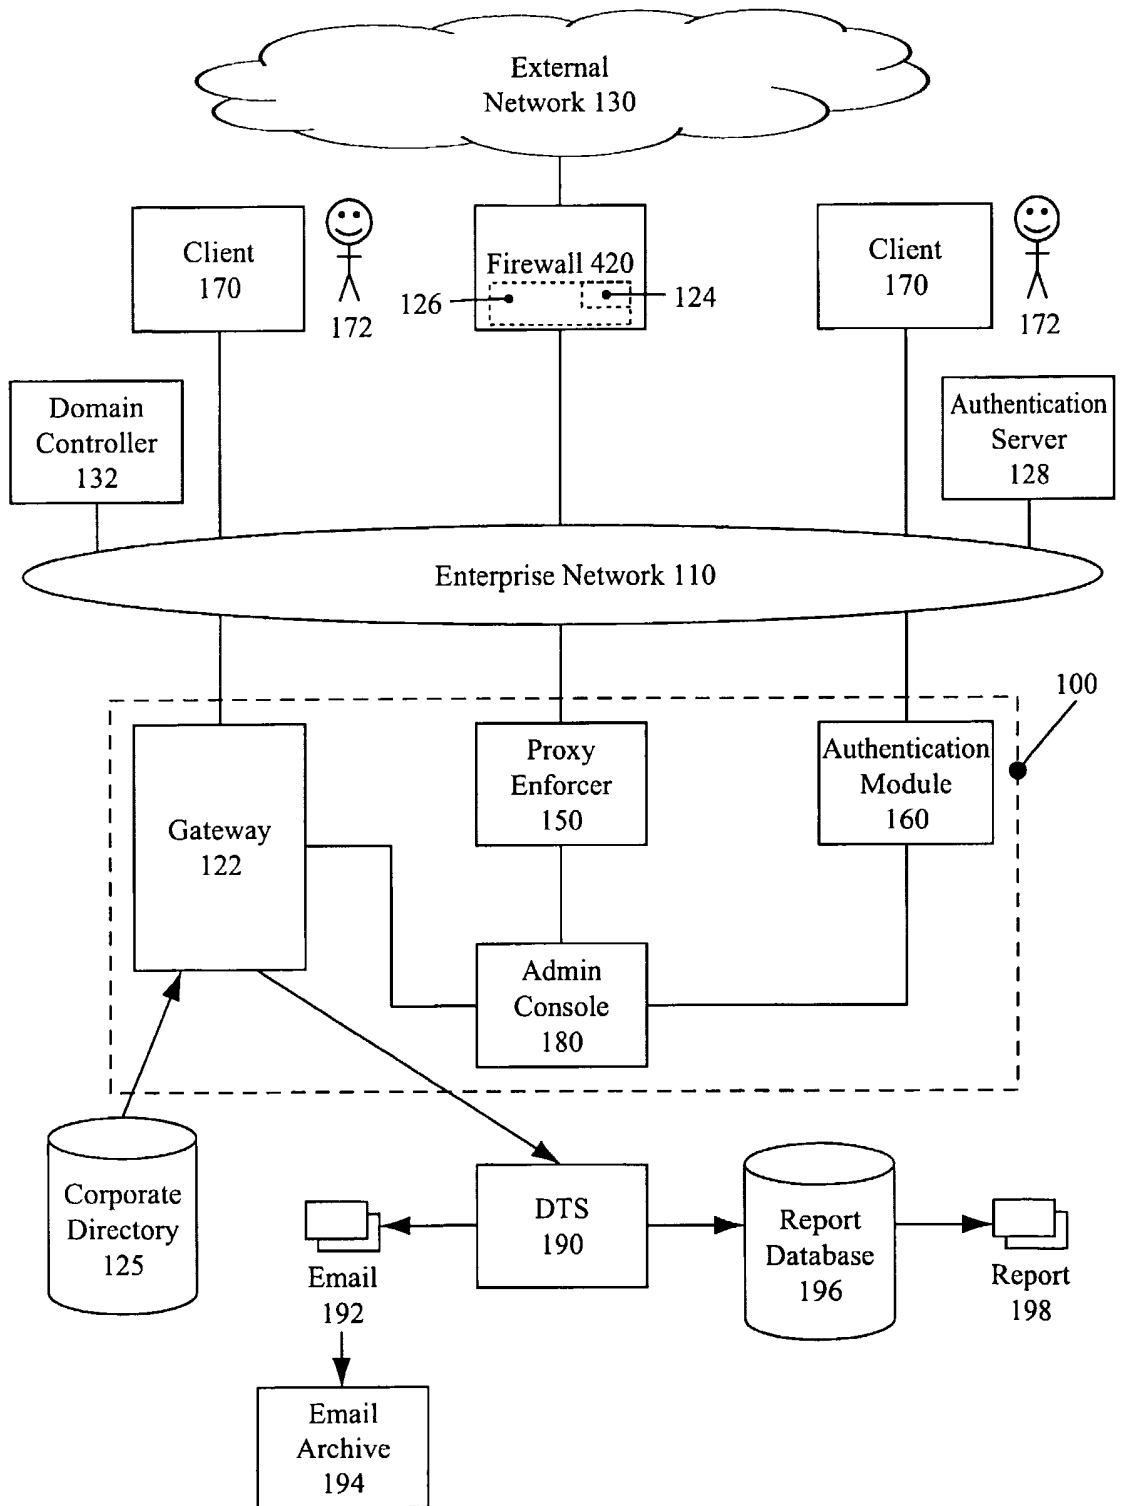 External
Network 130
Client
170
172
Firewall 420
126
124
Client
170
172
Domain
Controller
132
Authentication
Server
128
Enterprise Network 110
100
Gateway
122
Proxy
Enforcer
150
Authentication
Module
160
Admin
Console
180
Corporate
Directory
125
Email
192
DTS
190
Report
Database
196
Report
198
Email
Archive
194